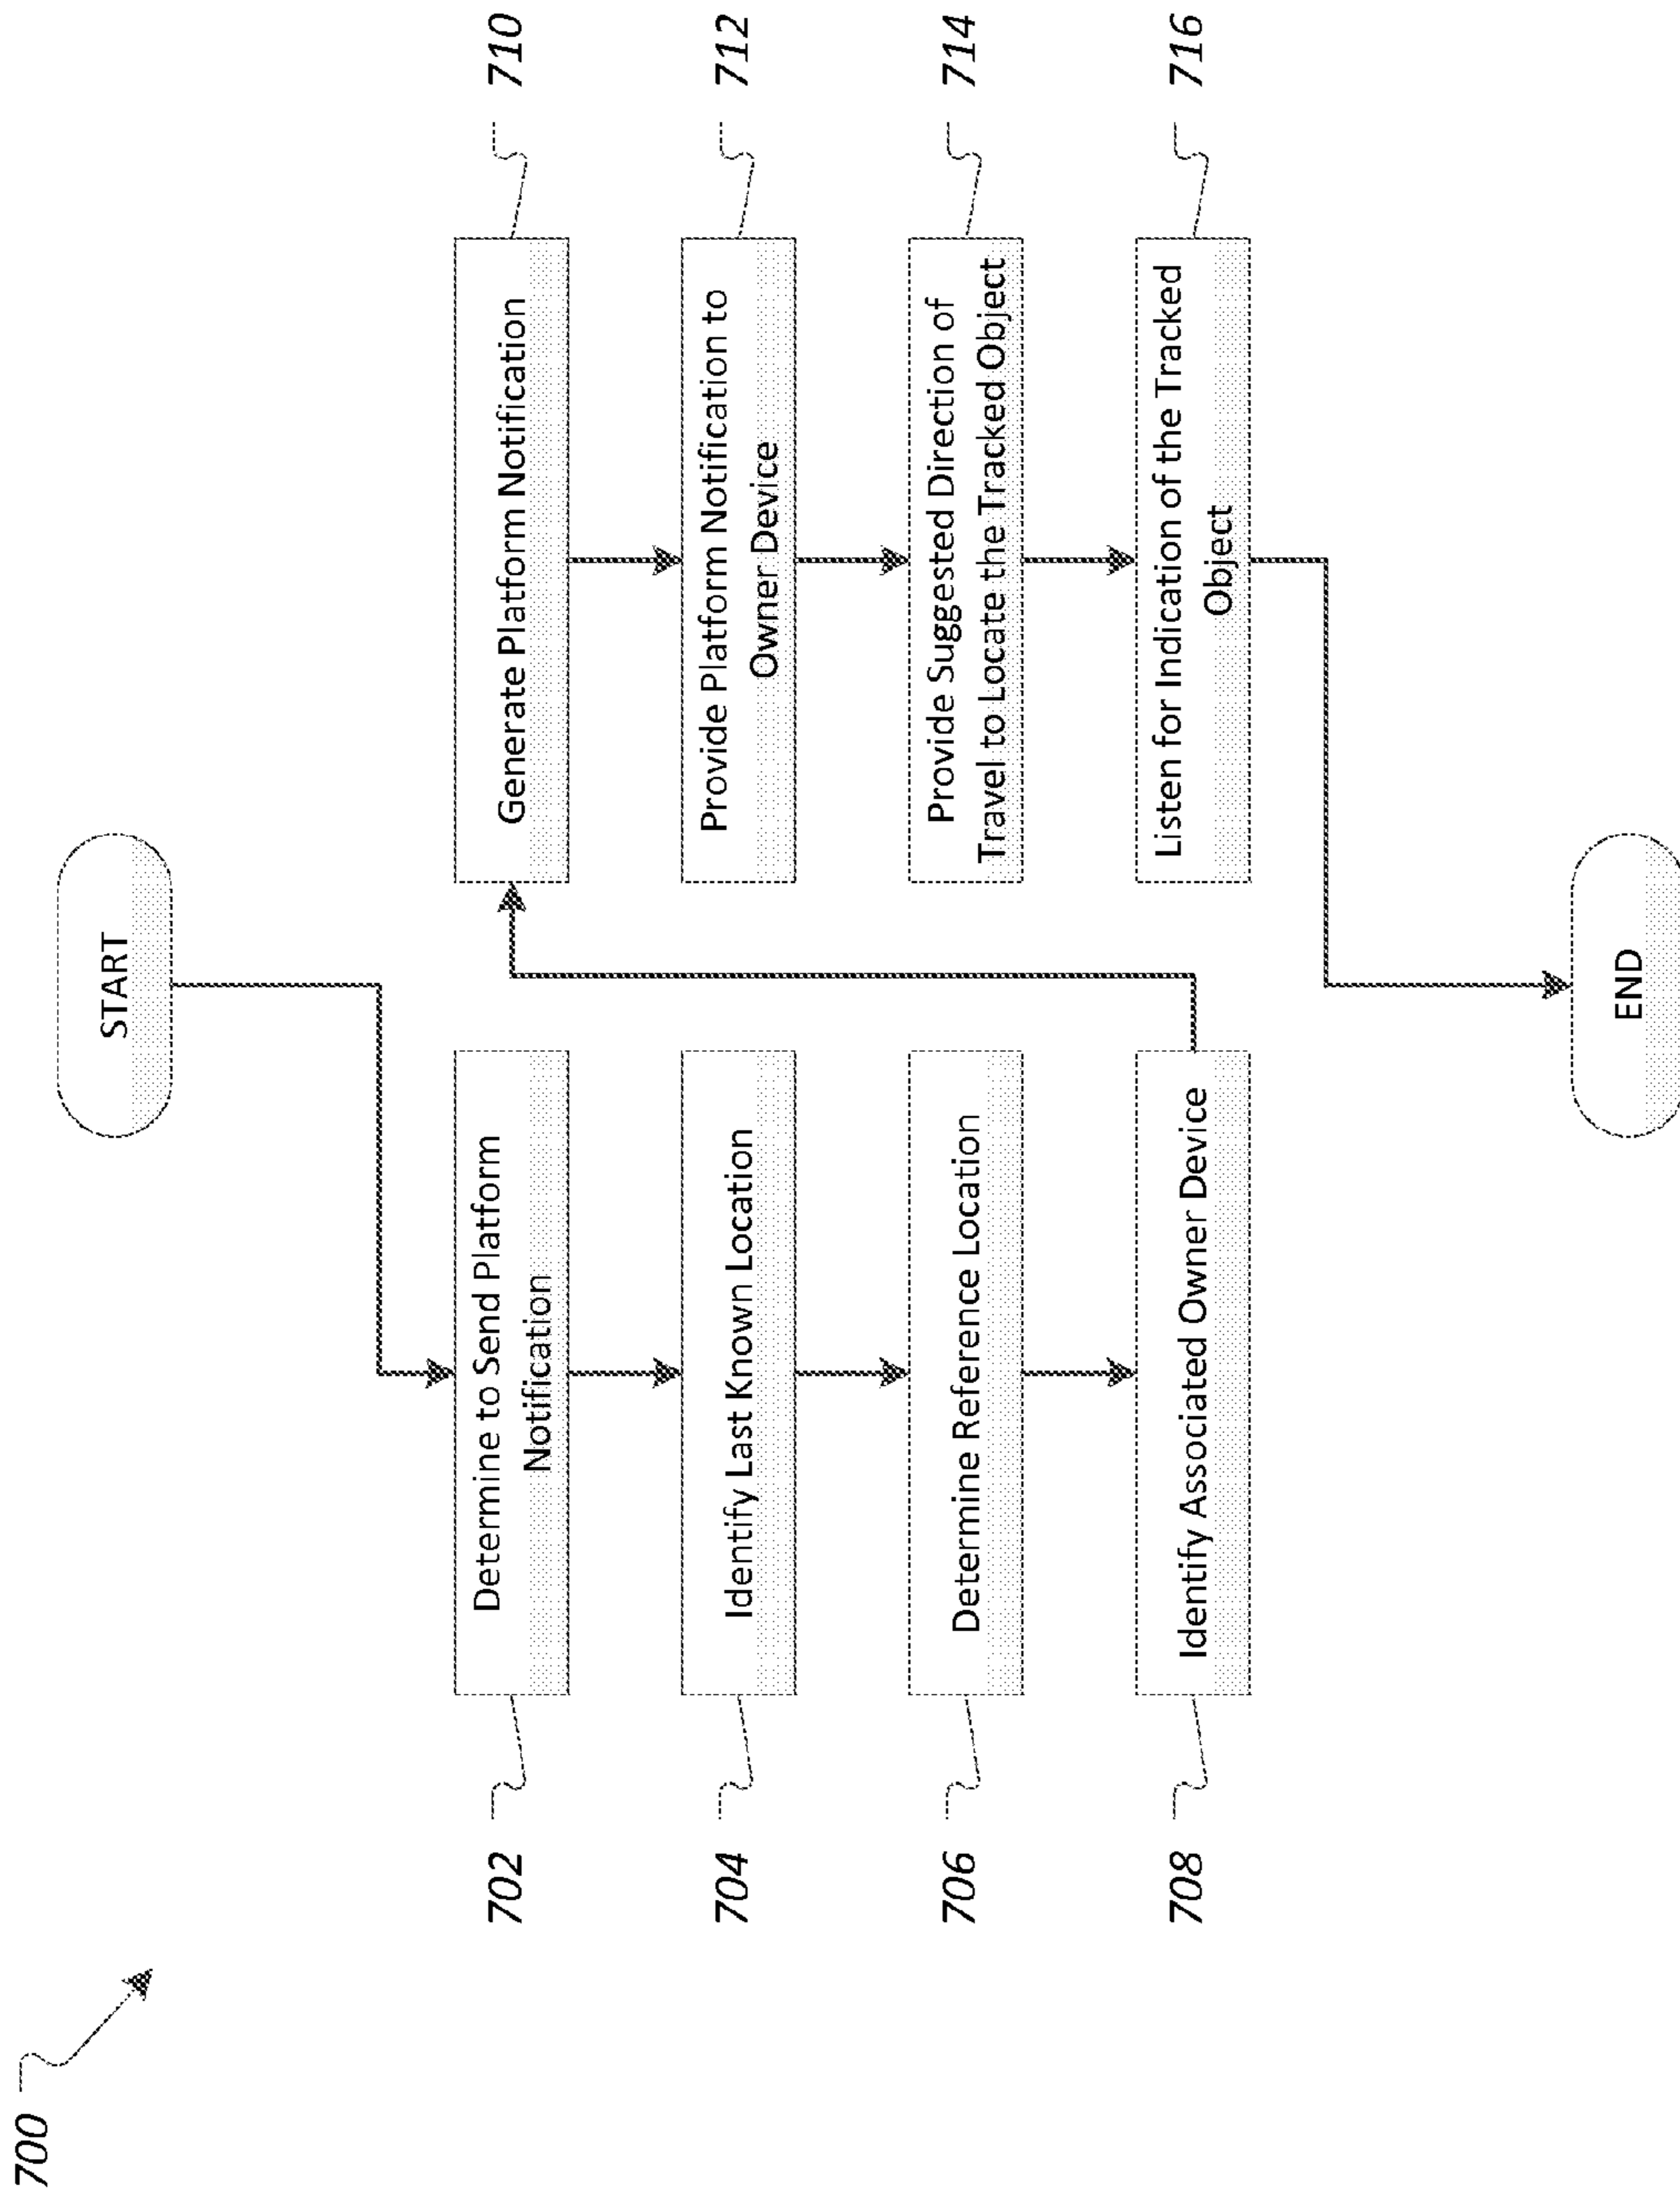 700
START
702
Determine to Send Platform
Notification
704
Identify Last Known Location
706
Determine Reference Location
708
Identify Associated Owner Device
710
Generate Platform Notification
712
Provide Platform Notification to
Owner Device
714
Provide Suggested Direction of
Travel to Locate the Tracked Object
716
Listen for Indication of the Tracked
Object
END